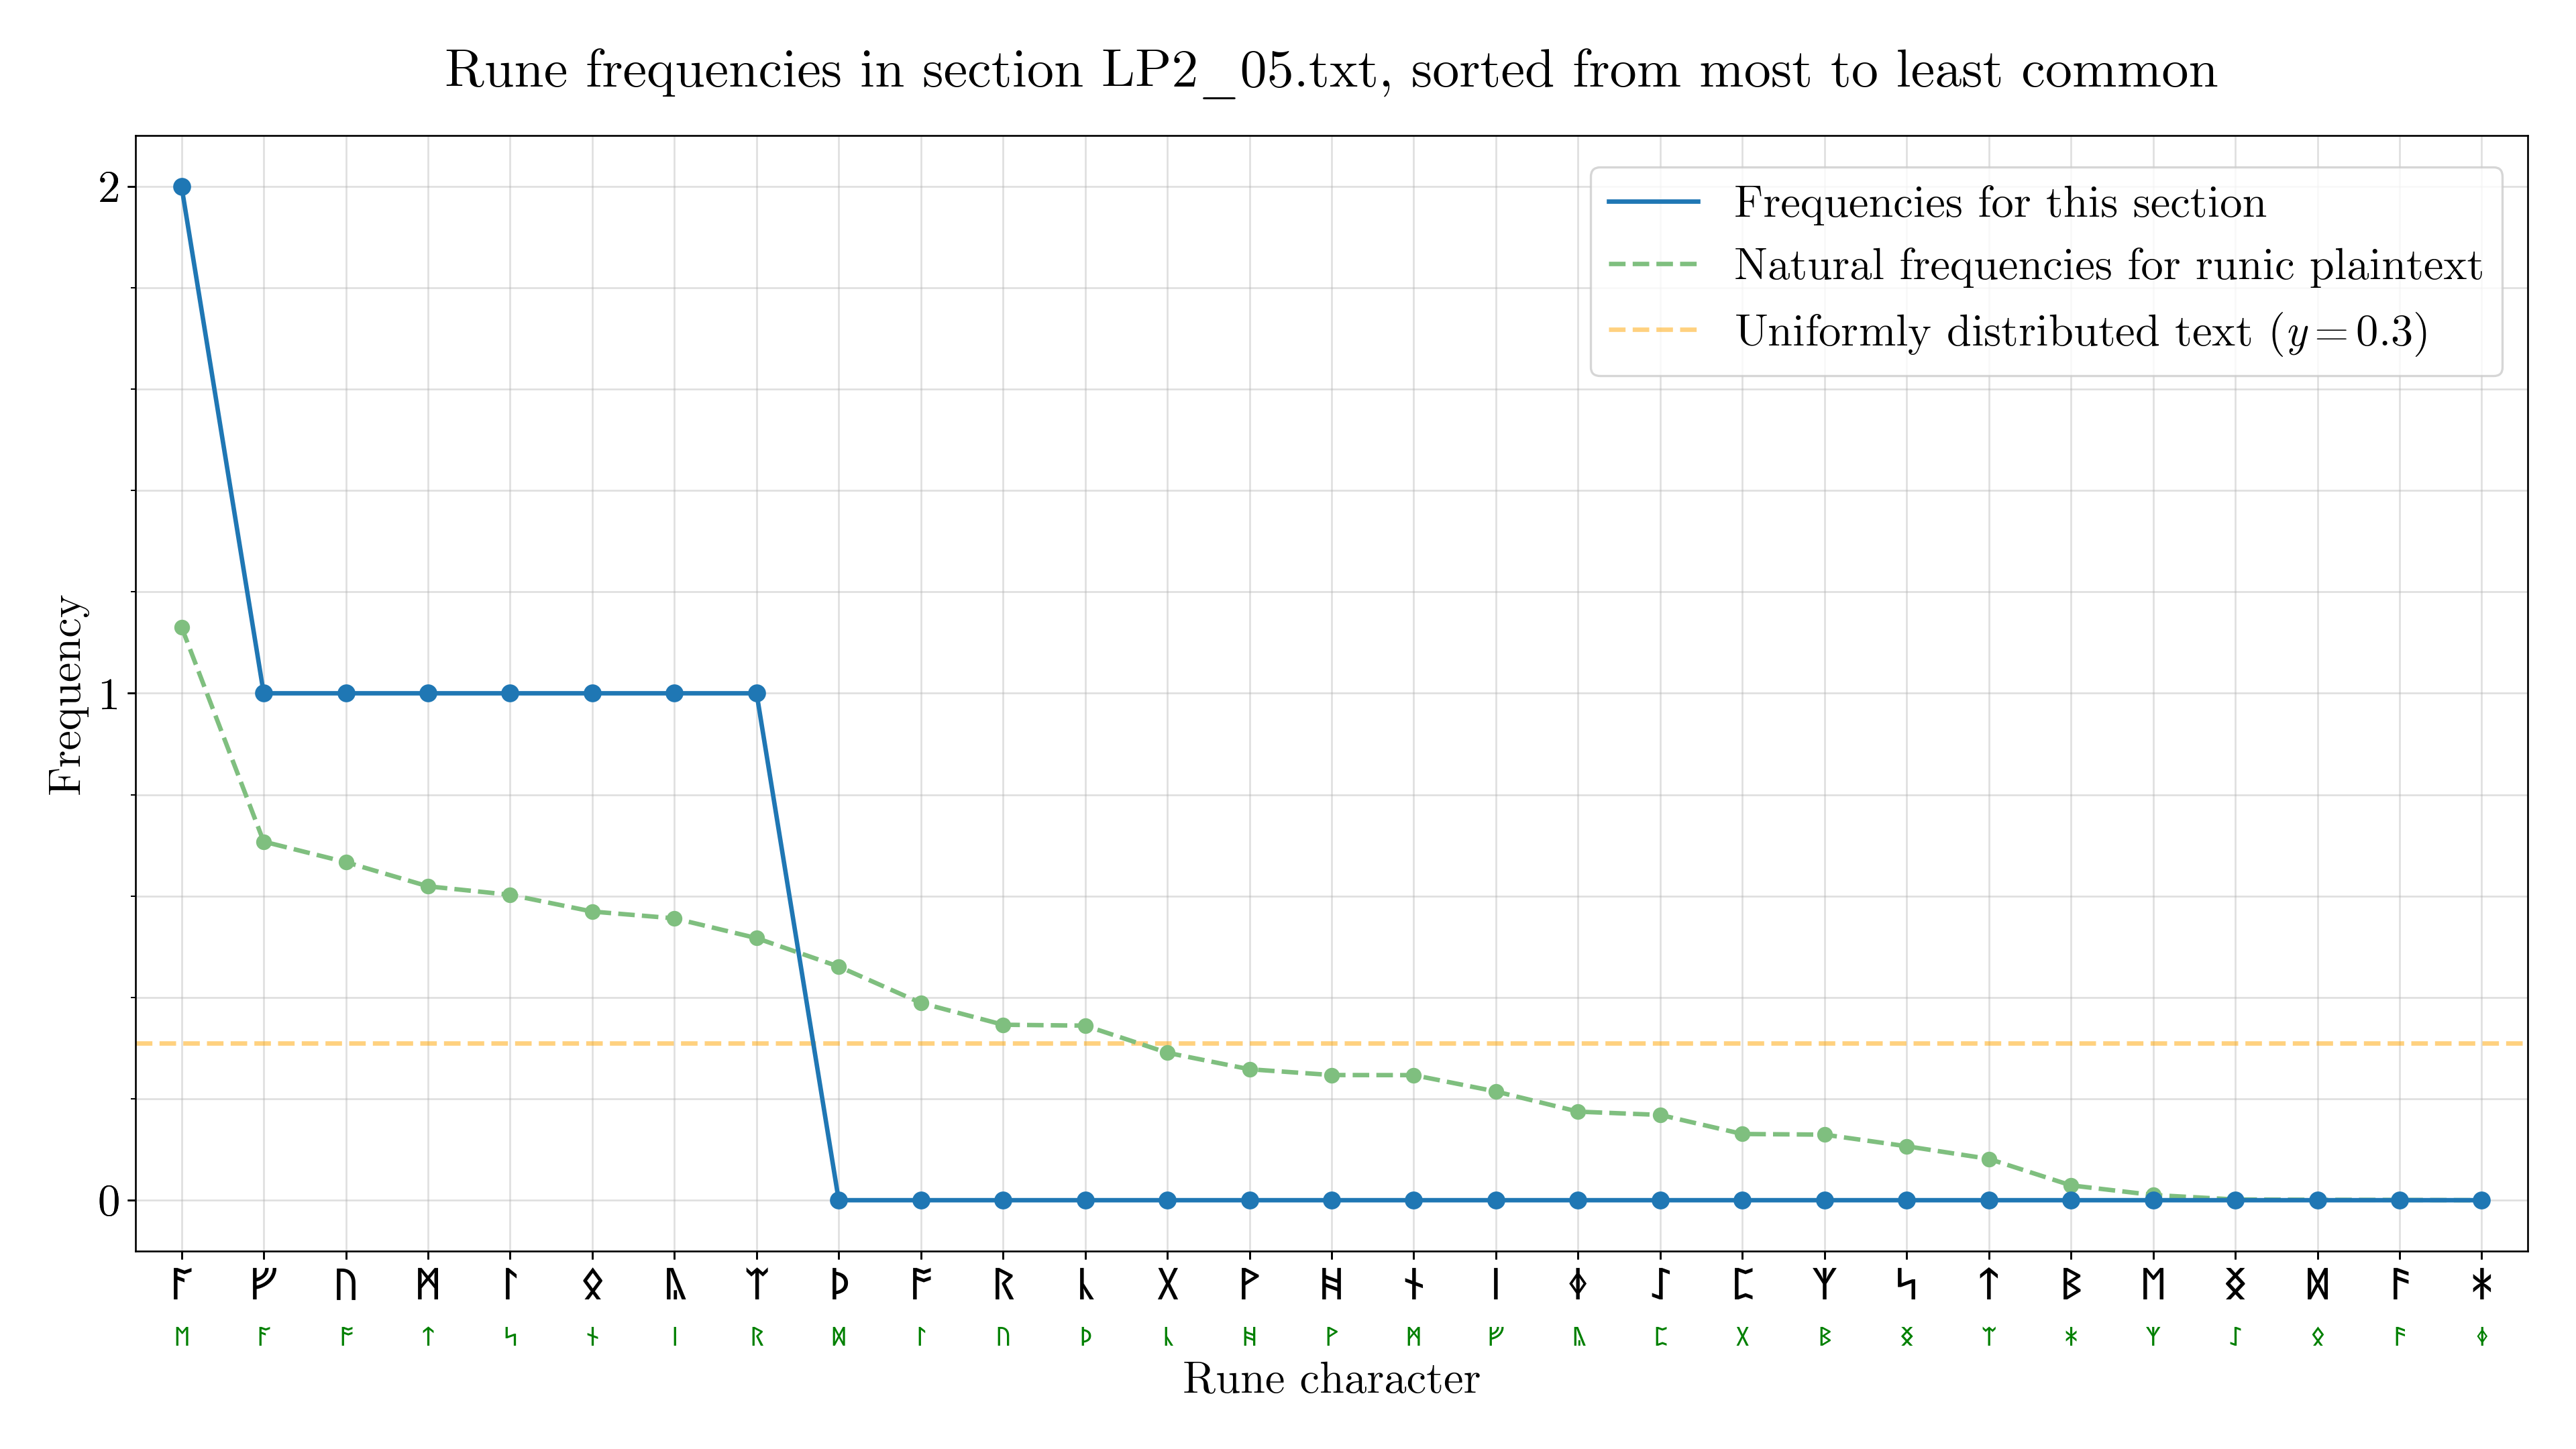 Rune frequencies in section LP2_05.txt, sorted from most to least common
Frequencies for this section
Natural frequencies for runic plaintext
Uniformly distributed text (y = 0.3)
Frequency
2
1
0
ᚪ ᚠ ᚢ ᛗ ᛚ ᛟ ᚣ ᛠ ᚦ ᚩ ᚱ ᚳ ᚷ ᚹ ᚻ ᚾ ᛁ ᛄ ᛇ ᛈ ᛉ ᛋ ᛏ ᛒ ᛖ ᛝ ᛞ ᚫ ᛡ
ᛖ ᚪ ᚩ ᛏ ᛋ ᚾ ᛁ ᚱ ᛞ ᛚ ᚢ ᚦ ᚳ ᚻ ᚹ ᛗ ᚠ ᚣ ᛈ ᚷ ᛒ ᛝ ᛠ ᛡ ᛉ ᛇ ᛟ ᚫ ᛄ
Rune character